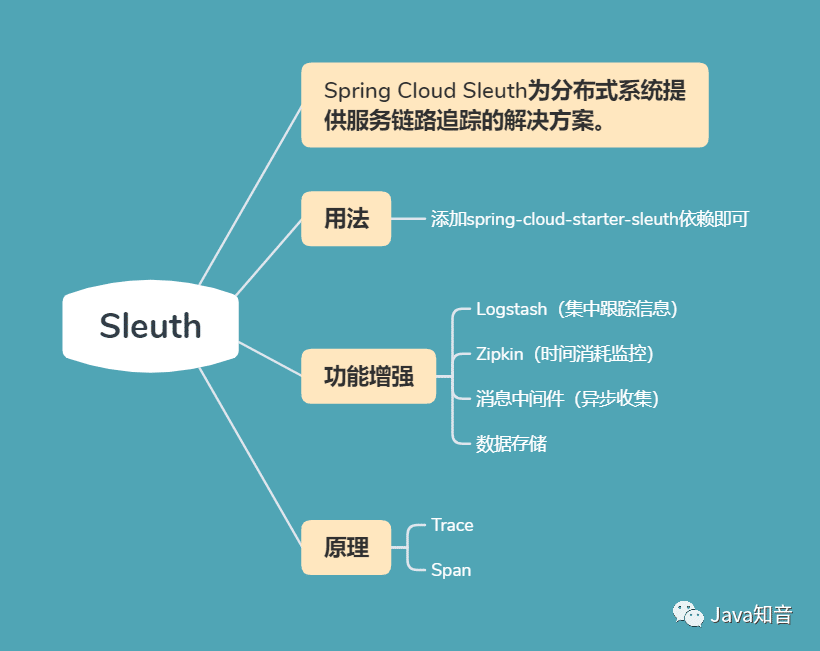 Spring Cloud Sleuth为分布式系统提
供服务链路追踪的解决方案。
用法
添加spring-cloud-starter-sleuth依赖即可
Sleuth
功能增强
Logstash（集中跟踪信息）
Zipkin（时间消耗监控）
消息中间件（异步收集）
数据存储
原理
Trace
Span
Java知音